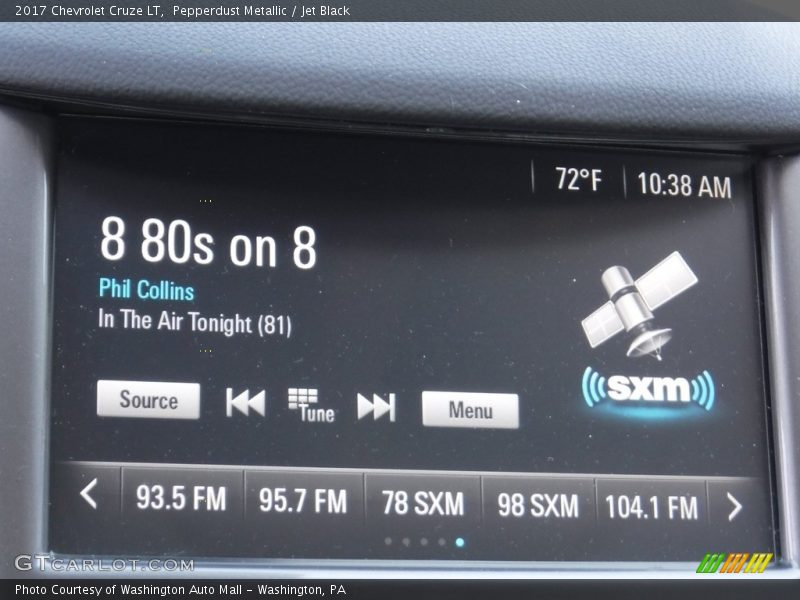 2017 Chevrolet Cruze LT,  Pepperdust Metallic / Jet Black
72°F 10:38 AM
8 80s on 8
Phil Collins
In The Air Tonight (81)
sxm
Source Tune Menu
93.5 FM 95.7 FM 78 SXM 98 SXM 104.1 FM
GTCARLOT.COM
Photo Courtesy of Washington Auto Mall - Washington, PA